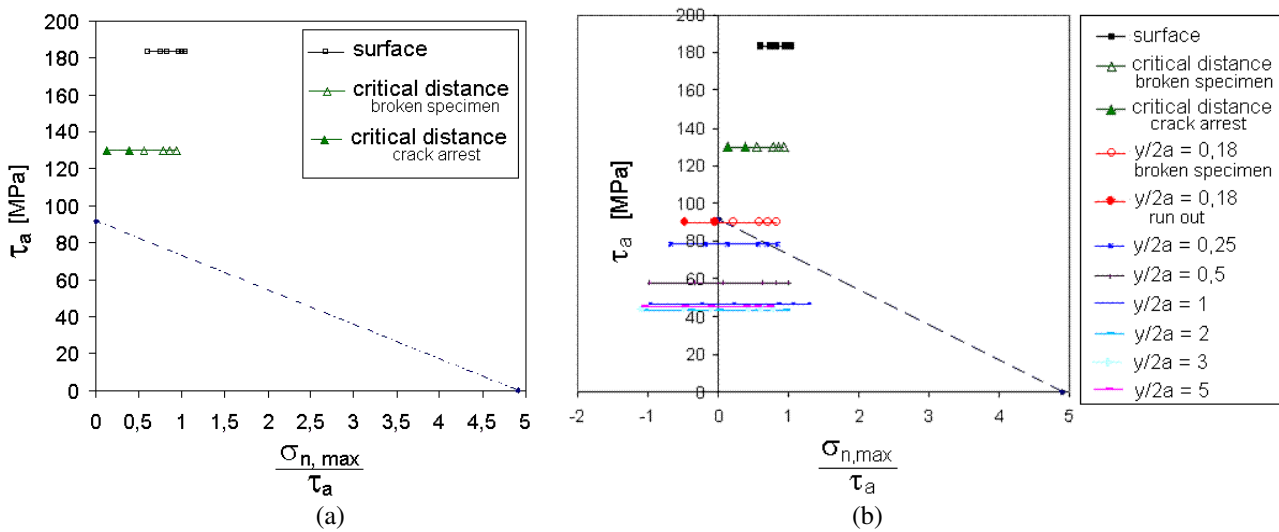 200
180
160
140
120
100
80
60
40
20
0
τa [MPa]
0 0,5 1 1,5 2 2,5 3 3,5 4 4,5 5
σn, max
τa
surface
critical distance
broken specimen
critical distance
crack arrest
(a)
200
180
160
140
120
100
80
60
40
20
0
τa [MPa]
-2 -1 0 1 2 3 4 5
σn,max
τa
surface
critical distance
broken specimen
critical distance
crack arrest
y/2a = 0,18
broken specimen
y/2a = 0,18
run out
y/2a = 0,25
y/2a = 0,5
y/2a = 1
y/2a = 2
y/2a = 3
y/2a = 5
(b)